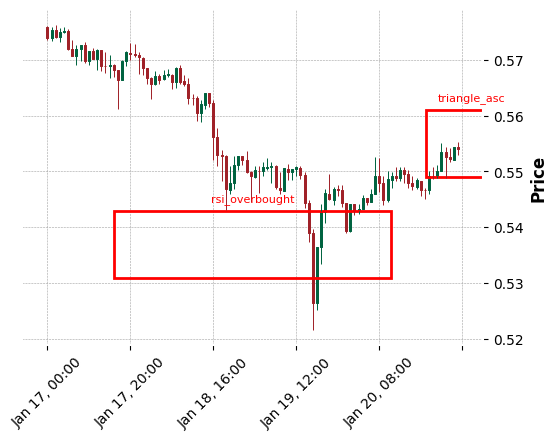 triangle_asc
rsi_overbought
0.57
0.56
0.55
0.54
0.53
0.52
Price
Jan 17, 00:00
Jan 17, 20:00
Jan 18, 16:00
Jan 19, 12:00
Jan 20, 08:00